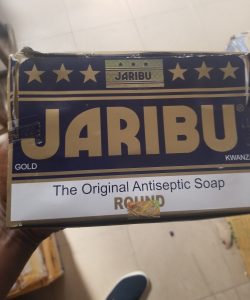 JARIBU
JARIBU
GOLD
KWANZ
The Original Antiseptic Soap
ROUND